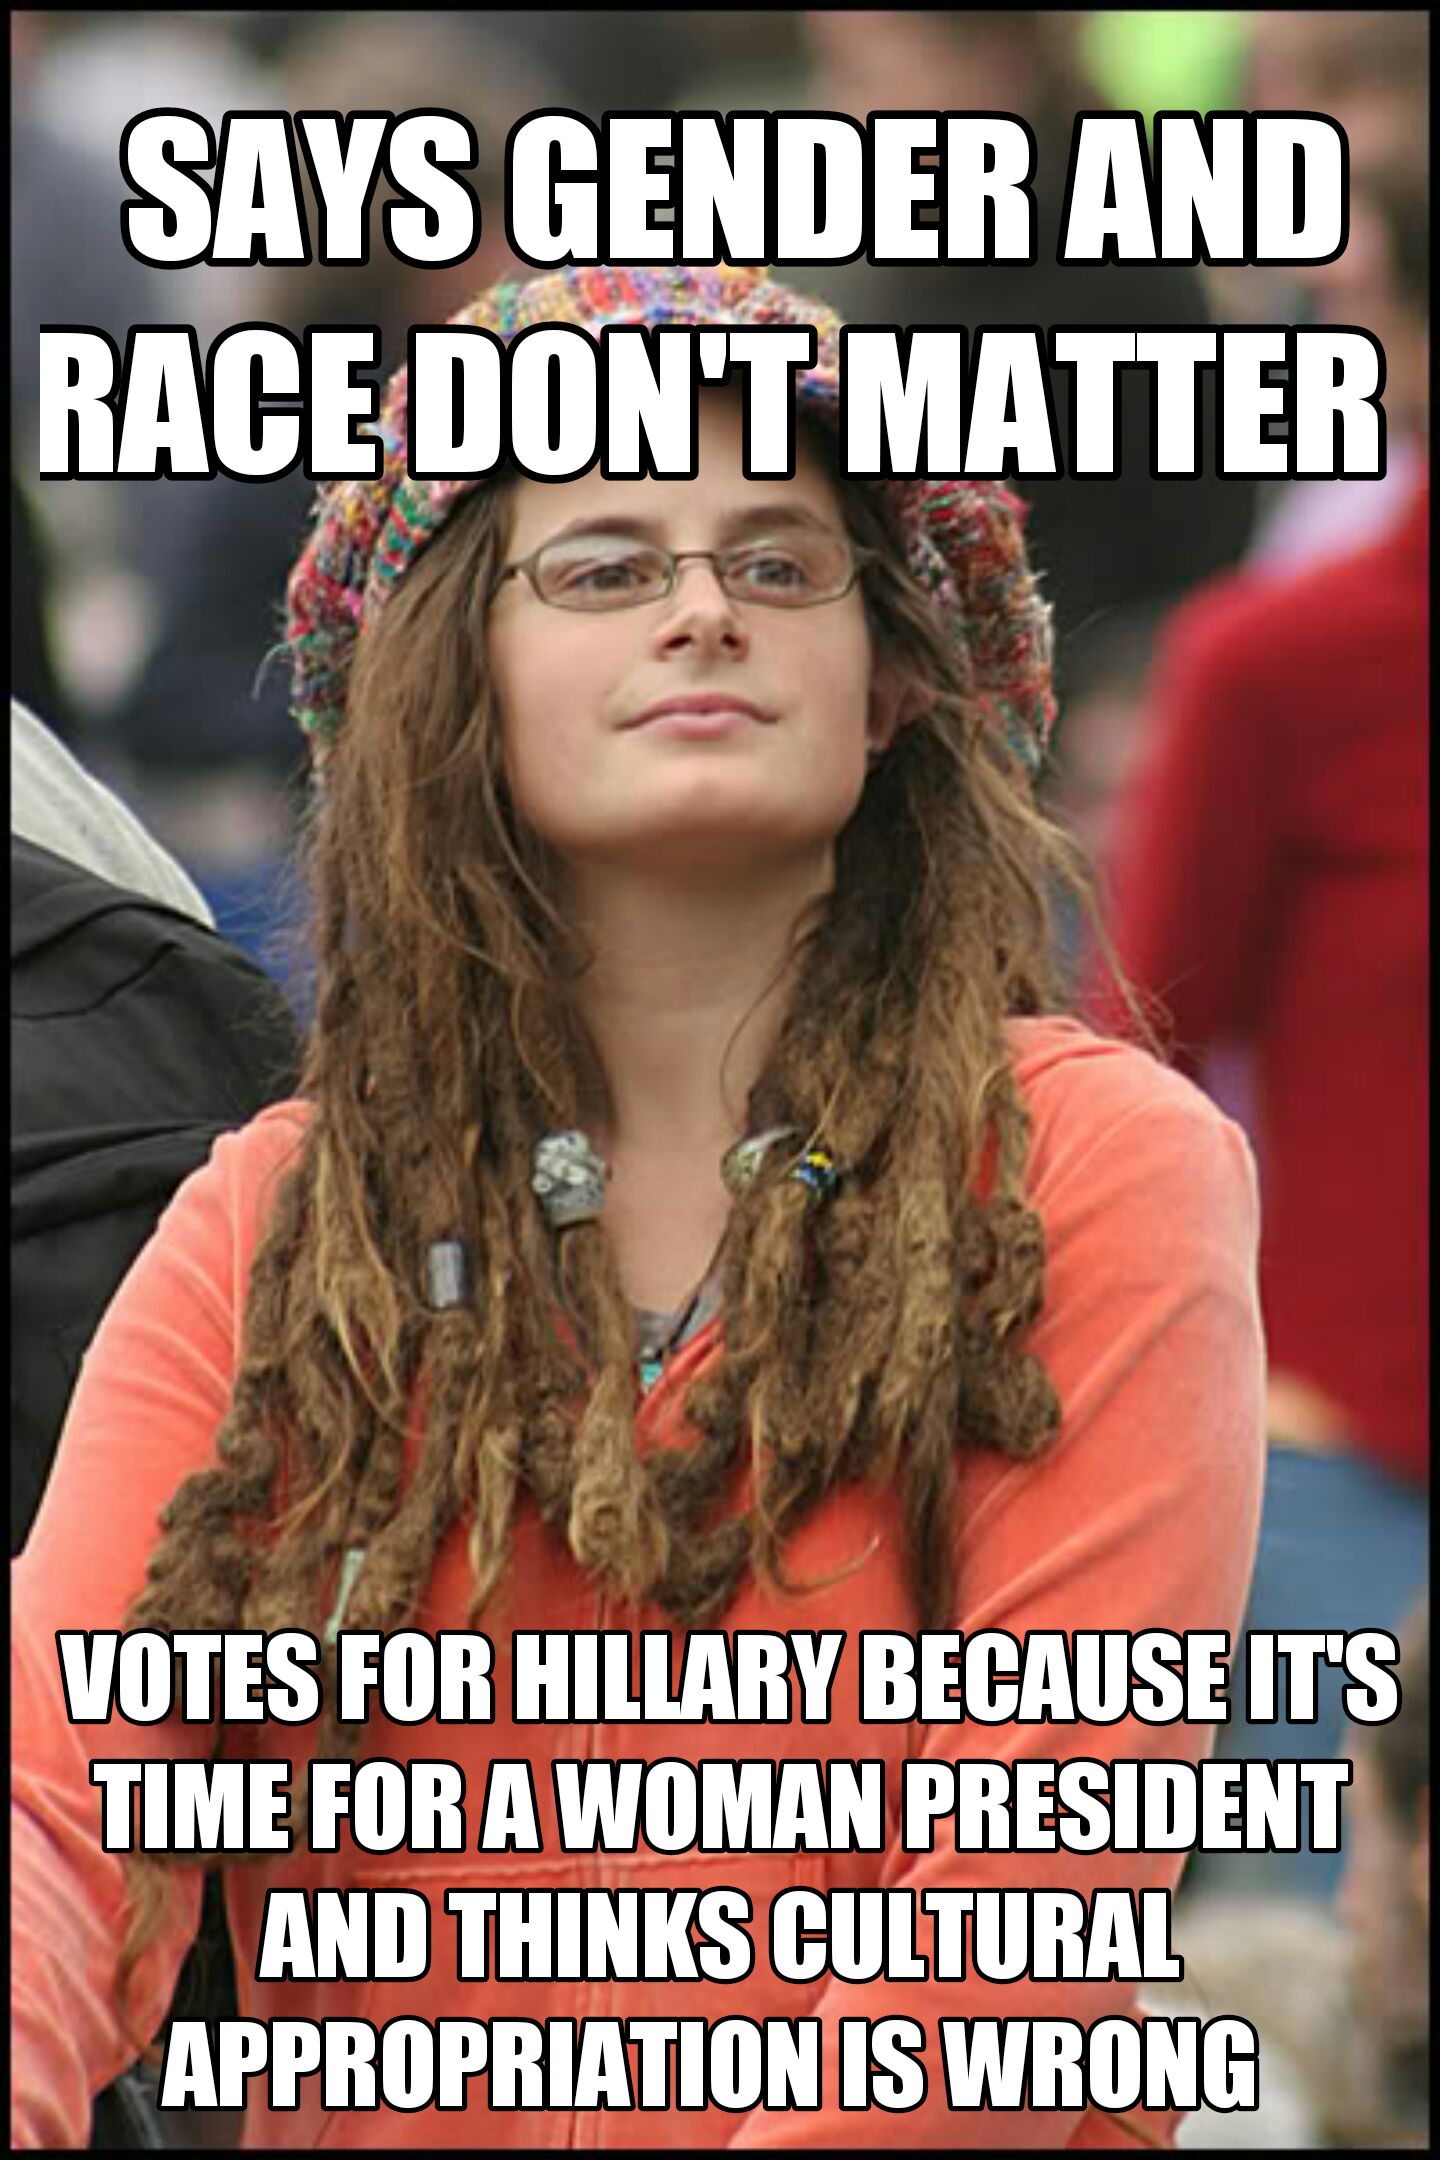 SAYS GENDER AND
RACE DON'T MATTER
VOTES FOR HILLARY BECAUSE IT'S
TIME FOR A WOMAN PRESIDENT
AND THINKS CULTURAL
APPROPRIATION IS WRONG